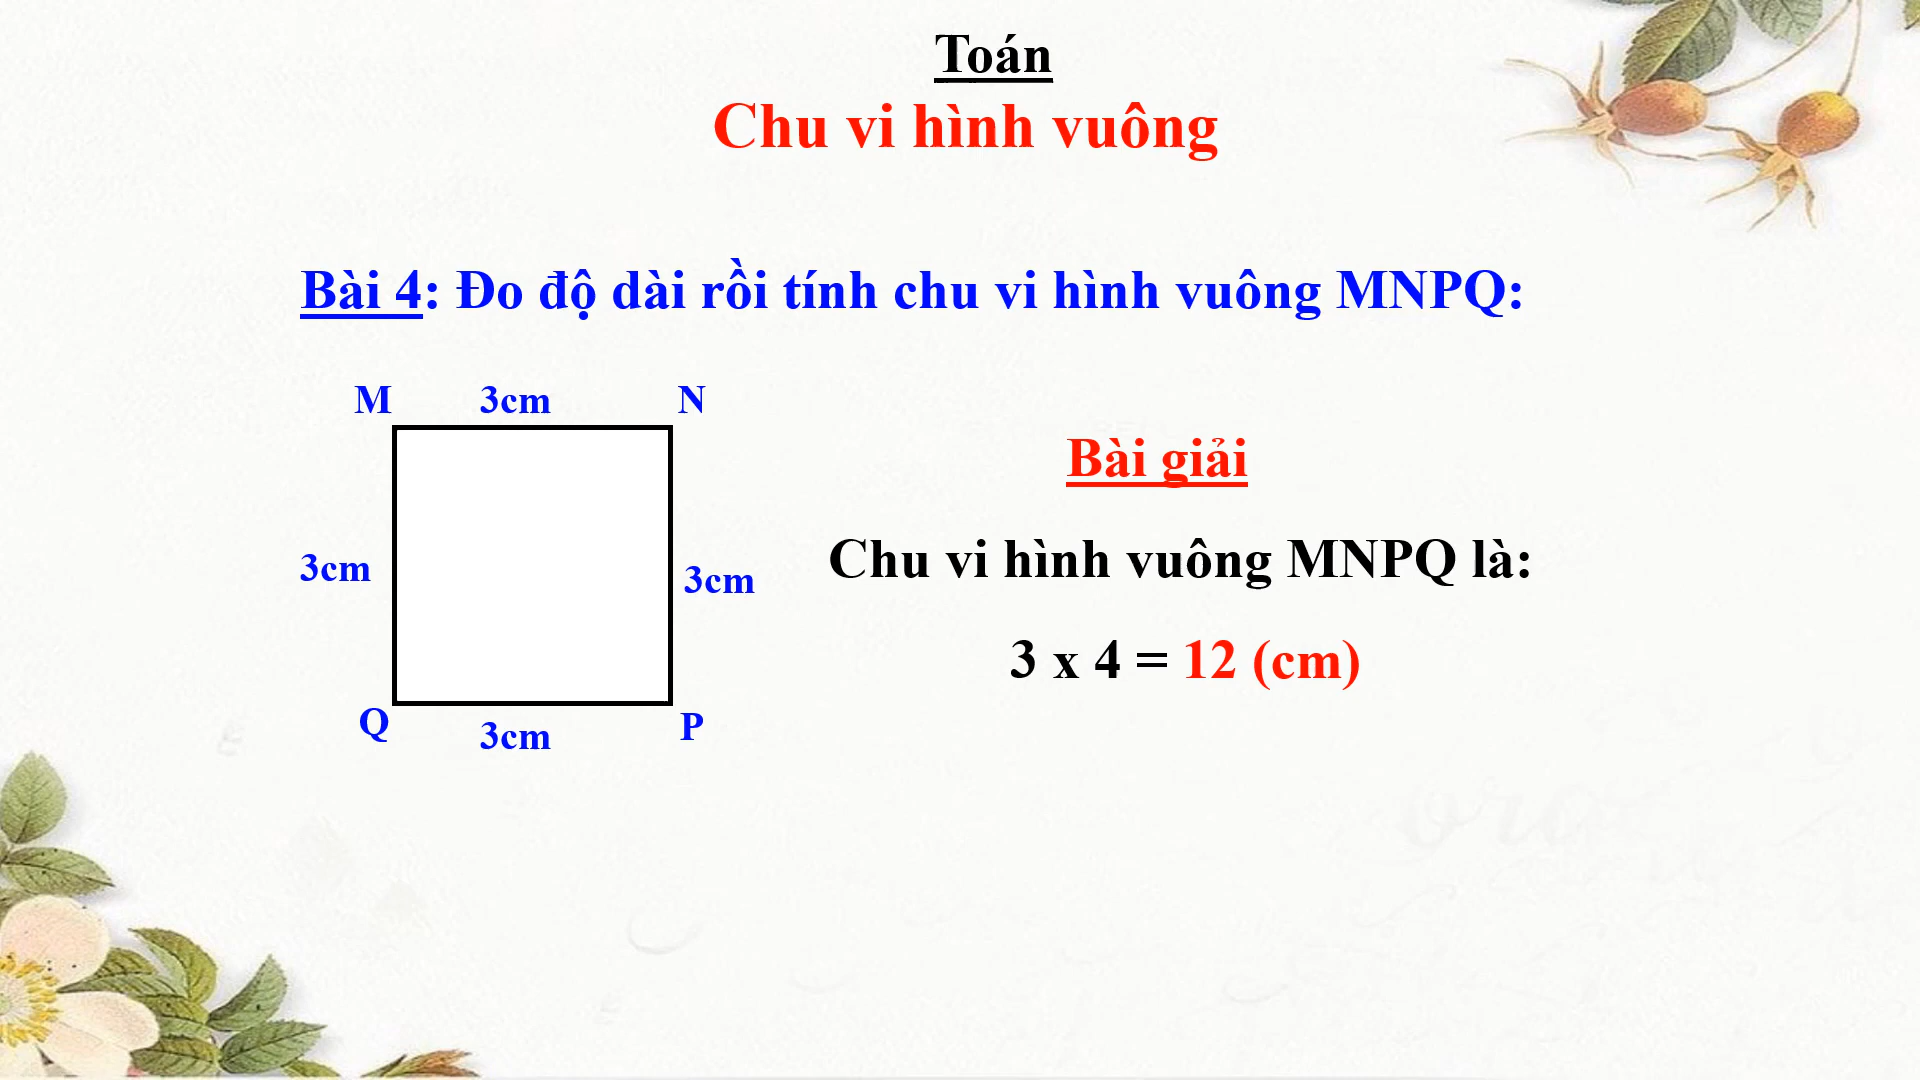 Toán
Chu vi hình vuông
Bài 4: Đo độ dài rồi tính chu vi hình vuông MNPQ:
M 3cm N
Bài giải
3cm 3cm
Chu vi hình vuông MNPQ là:
3 x 4 = 12 (cm)
Q 3cm P